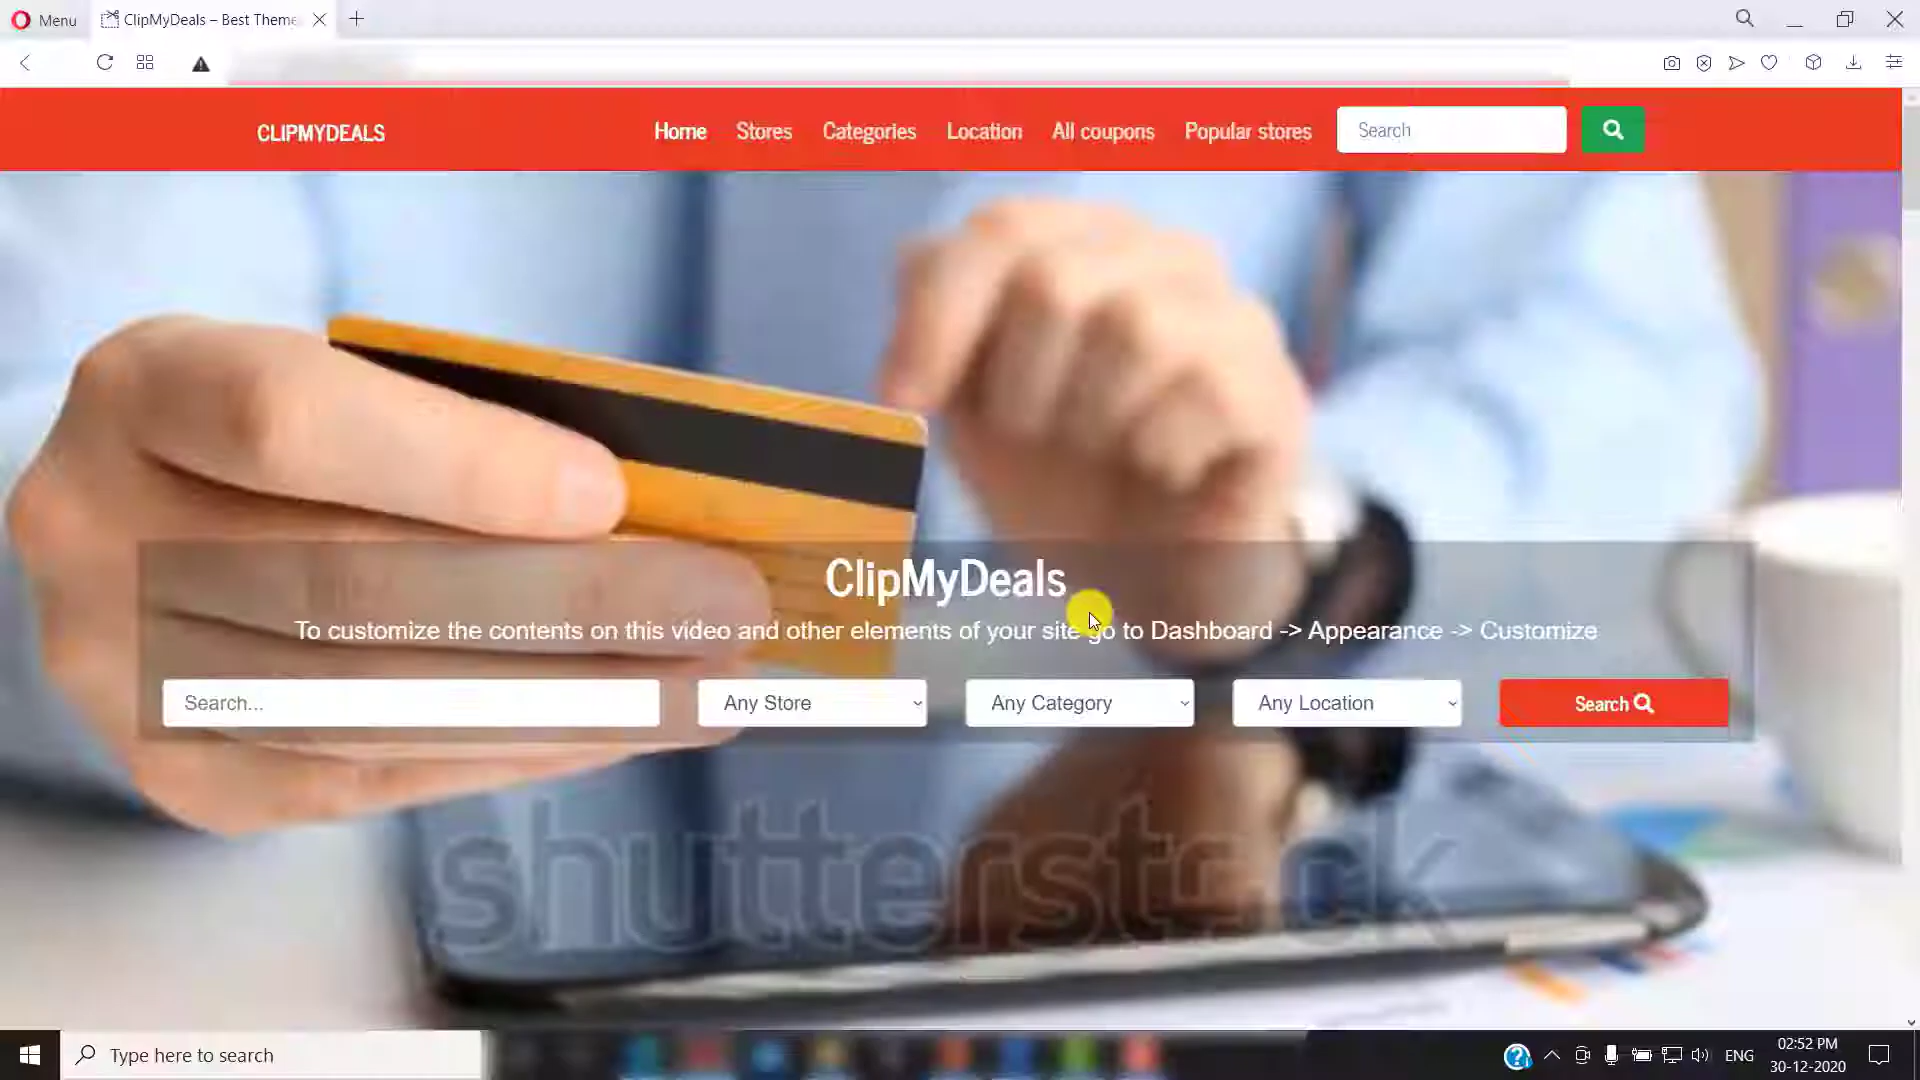 Menu
ClipMyDeals – Best Theme
CLIPMYDEALS
Home
Stores
Categories
Location
All coupons
Popular stores
Search
ClipMyDeals
To customize the contents on this video and other elements of your site go to Dashboard -> Appearance -> Customize
Search...
Any Store
Any Category
Any Location
Search
shutterstock
Type here to search
ENG
02:52 PM
30-12-2020